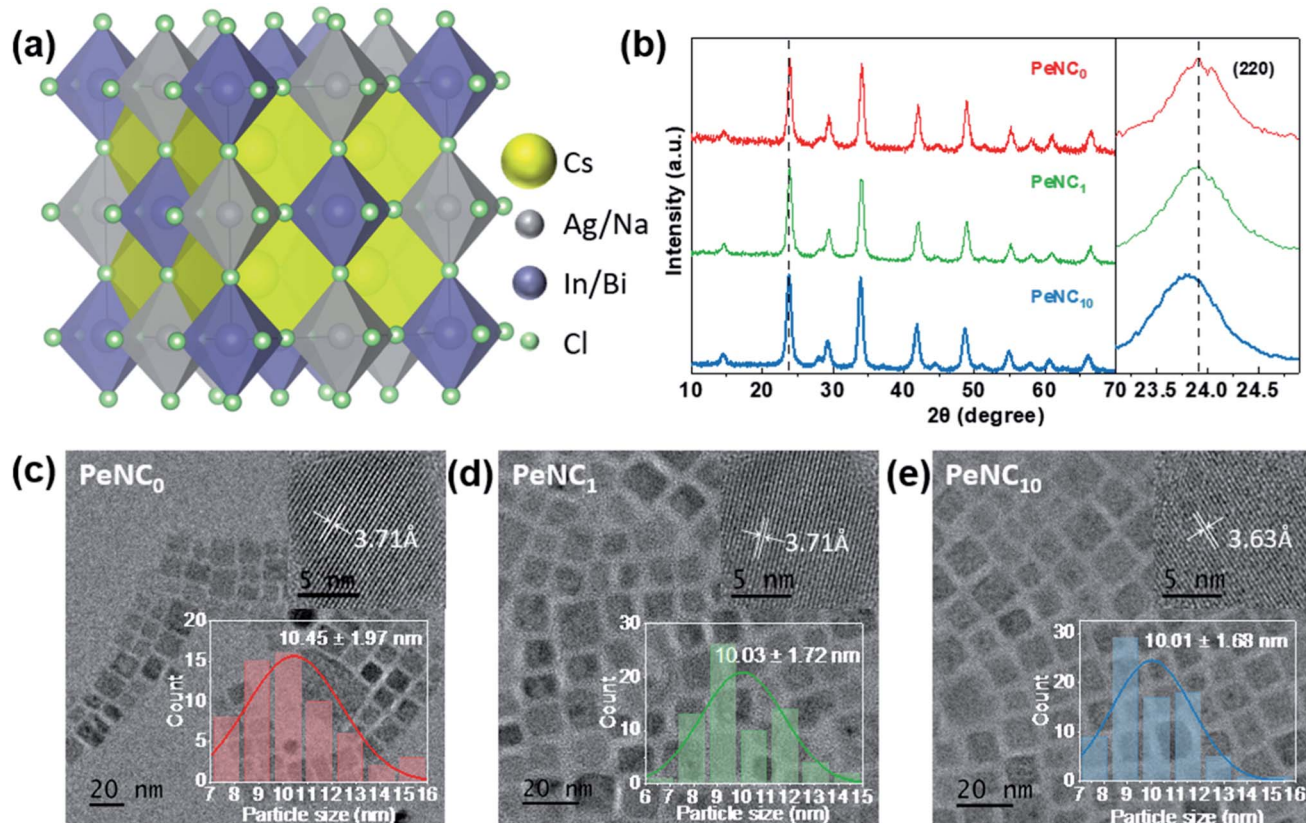 (a)
Cs
Ag/Na
In/Bi
Cl
(b)
Intensity (a.u.)
PeNC₀
PeNC₁
PeNC₁₀
(220)
10 20 30 40 50 60 70 23.5 24.0 24.5
2θ (degree)
(c)
PeNC₀
3.71Å
5 nm
20
15
10
5
0
Count
10.45 ± 1.97 nm
7 8 9 10 11 12 13 14 15 16
Particle size (nm)
20 nm
(d)
PeNC₁
3.71Å
5 nm
30
20
10
0
Count
10.03 ± 1.72 nm
6 7 8 9 10 11 12 13 14 15
Particle size (nm)
20 nm
(e)
PeNC₁₀
3.63Å
5 nm
30
20
10
0
Count
10.01 ± 1.68 nm
7 8 9 10 11 12 13 14 15 16
Particle size (nm)
20 nm